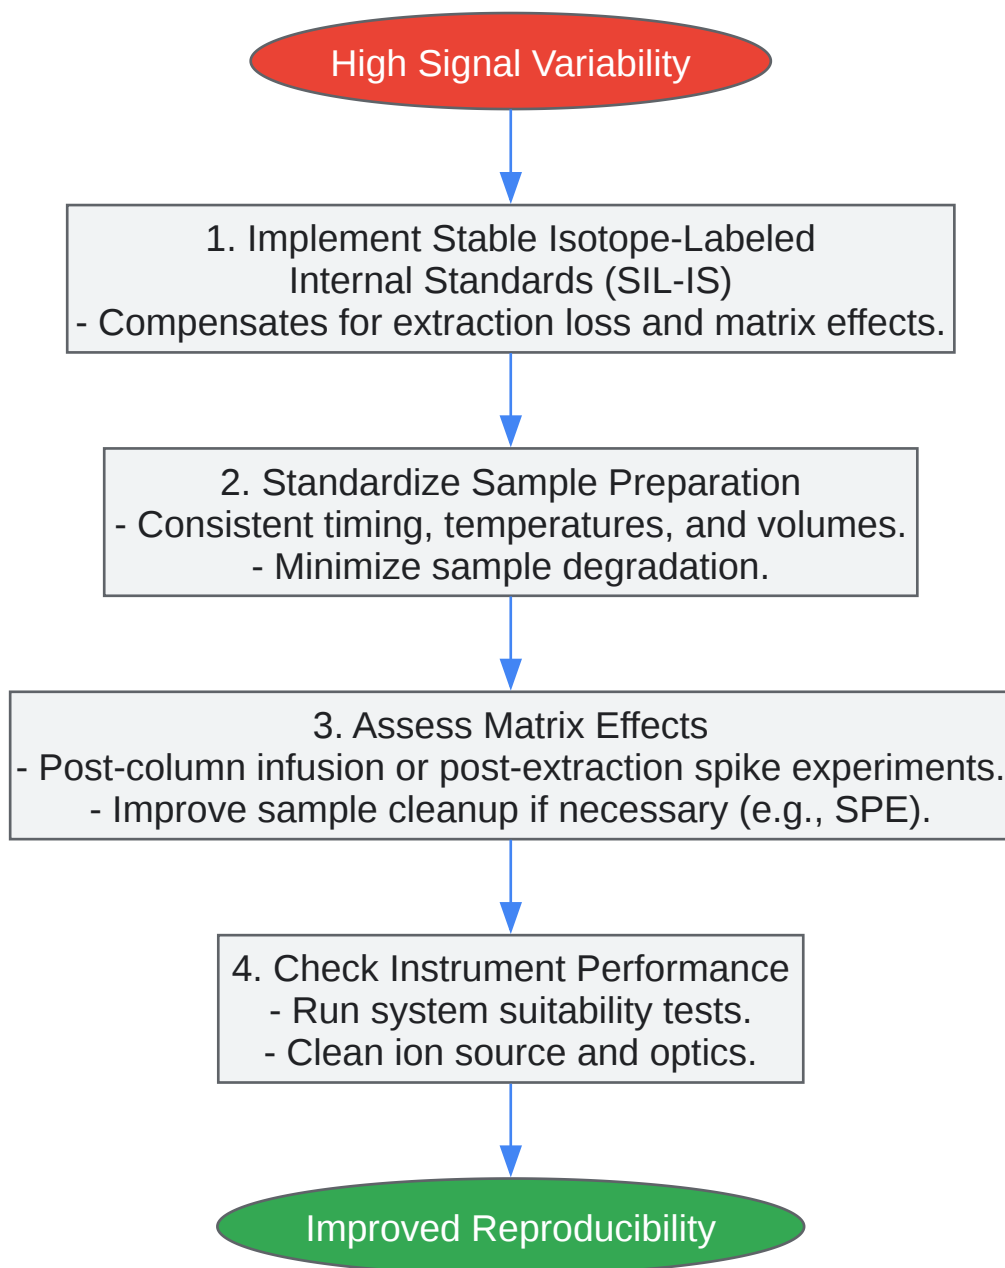 High Signal Variability
1. Implement Stable Isotope-Labeled
Internal Standards (SIL-IS)
- Compensates for extraction loss and matrix effects.
2. Standardize Sample Preparation
- Consistent timing, temperatures, and volumes.
- Minimize sample degradation.
3. Assess Matrix Effects
- Post-column infusion or post-extraction spike experiments.
- Improve sample cleanup if necessary (e.g., SPE).
4. Check Instrument Performance
- Run system suitability tests.
- Clean ion source and optics.
Improved Reproducibility